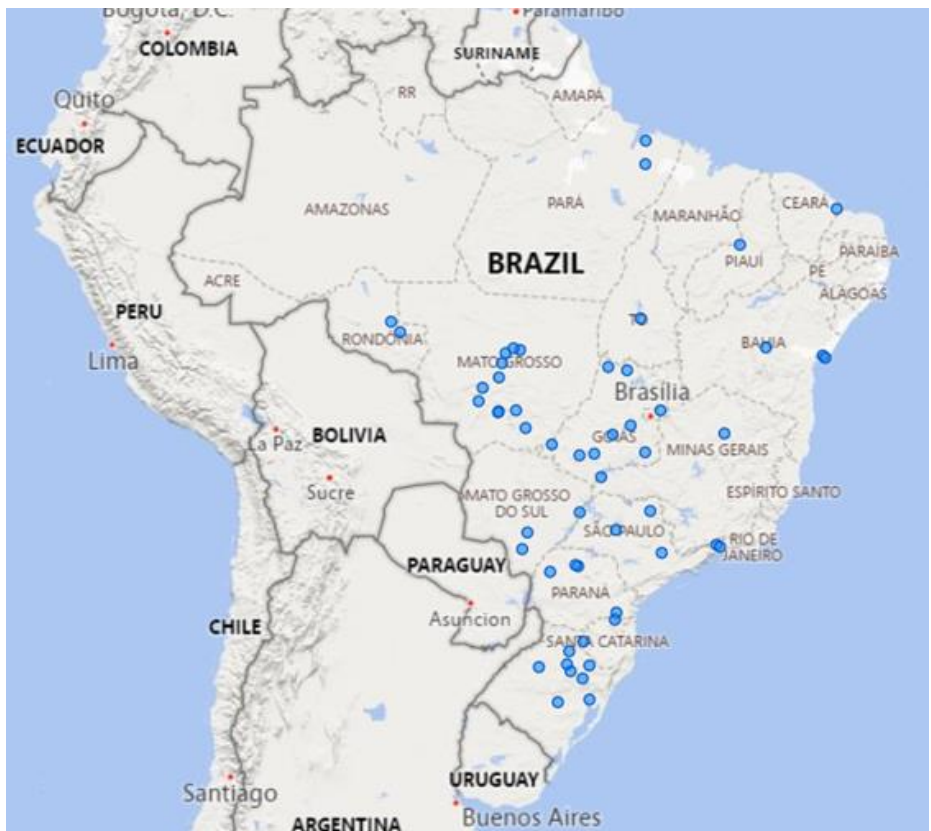 Bogotá, D.C.
Paramaribo
COLOMBIA
SURINAME
RR
AMAPÁ
Quito
ECUADOR
AMAZONAS
PARÁ
MARANHÃO
CEARÁ
PARAÍBA
PIAUÍ
PE
BRAZIL
ACRE
ALAGOAS
PERU
TO
RONDÔNIA
BAHIA
Lima
MATO GROSSO
Brasília
BOLIVIA
La Paz
GOIÁS
MINAS GERAIS
Sucre
ESPÍRITO SANTO
MATO GROSSO
DO SUL
SÃO PAULO
RIO DE
JANEIRO
PARAGUAY
PARANÁ
Asuncion
CHILE
SANTA CATARINA
URUGUAY
Santiago
Buenos Aires
ARGENTINA